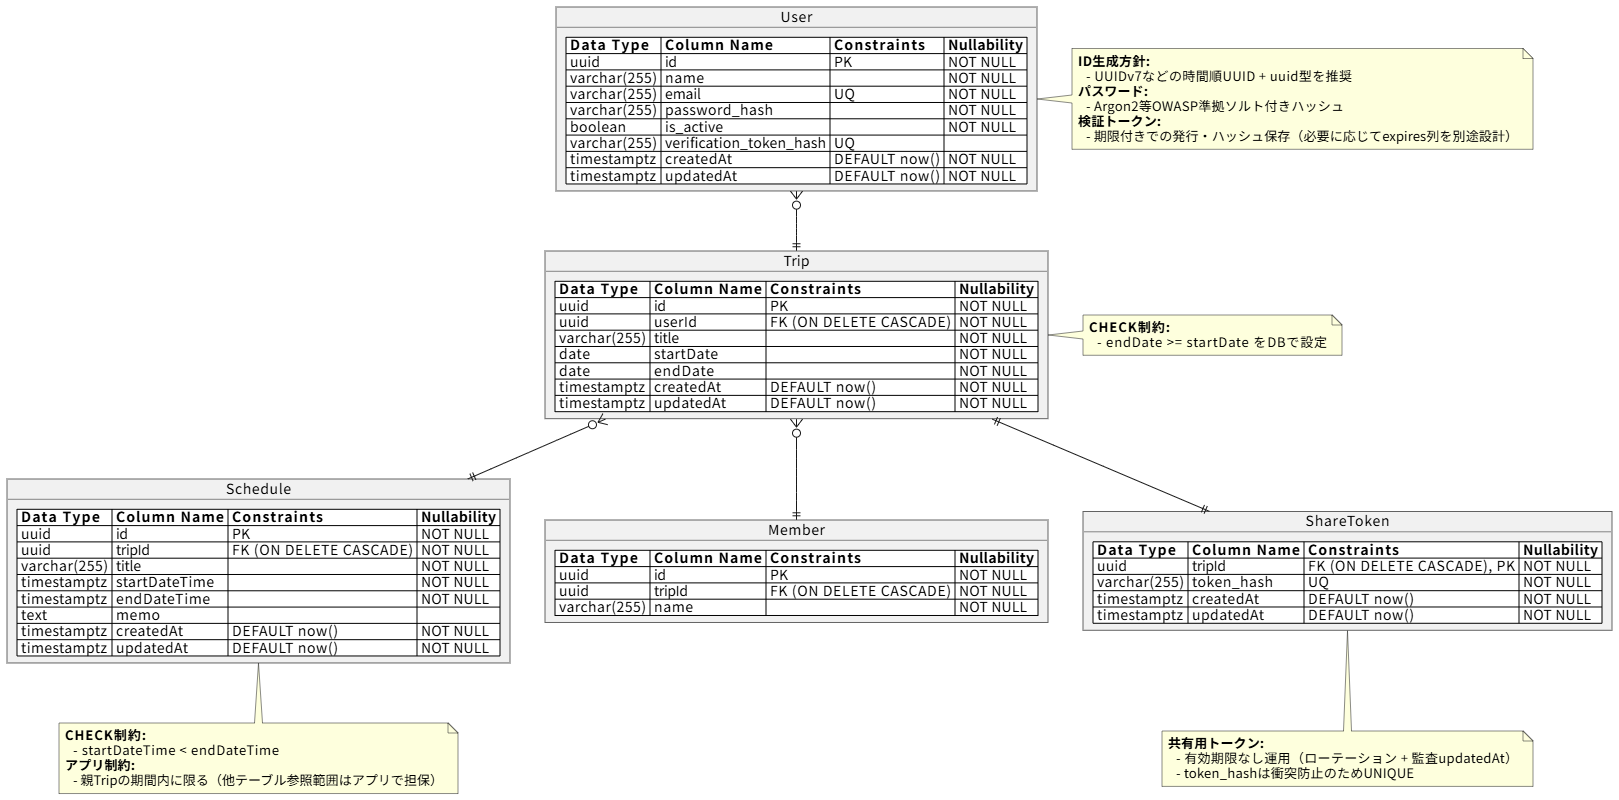 User
Data Type Column Name Constraints Nullability
uuid id PK NOT NULL
varchar(255) name NOT NULL
varchar(255) email UQ NOT NULL
varchar(255) password_hash NOT NULL
boolean is_active NOT NULL
varchar(255) verification_token_hash UQ
timestamptz createdAt DEFAULT now() NOT NULL
timestamptz updatedAt DEFAULT now() NOT NULL
ID生成方針:
- UUIDv7などの時間順UUID + uuid型を推奨
パスワード:
- Argon2等OWASP準拠ソルト付きハッシュ
検証トークン:
- 期限付きでの発行・ハッシュ保存（必要に応じてexpires列を別途設計）
Trip
Data Type Column Name Constraints Nullability
uuid id PK NOT NULL
uuid userId FK (ON DELETE CASCADE) NOT NULL
varchar(255) title NOT NULL
date startDate NOT NULL
date endDate NOT NULL
timestamptz createdAt DEFAULT now() NOT NULL
timestamptz updatedAt DEFAULT now() NOT NULL
CHECK制約:
- endDate >= startDate をDBで設定
Schedule
Data Type Column Name Constraints Nullability
uuid id PK NOT NULL
uuid tripId FK (ON DELETE CASCADE) NOT NULL
varchar(255) title NOT NULL
timestamptz startDateTime NOT NULL
timestamptz endDateTime NOT NULL
text memo
timestamptz createdAt DEFAULT now() NOT NULL
timestamptz updatedAt DEFAULT now() NOT NULL
Member
Data Type Column Name Constraints Nullability
uuid id PK NOT NULL
uuid tripId FK (ON DELETE CASCADE) NOT NULL
varchar(255) name NOT NULL
ShareToken
Data Type Column Name Constraints Nullability
uuid tripId FK (ON DELETE CASCADE), PK NOT NULL
varchar(255) token_hash UQ NOT NULL
timestamptz createdAt DEFAULT now() NOT NULL
timestamptz updatedAt DEFAULT now() NOT NULL
CHECK制約:
- startDateTime < endDateTime
アプリ制約:
- 親Tripの期間内に限る（他テーブル参照範囲はアプリで担保）
共有用トークン:
- 有効期限なし運用（ローテーション + 監査updatedAt）
- token_hashは衝突防止のためUNIQUE